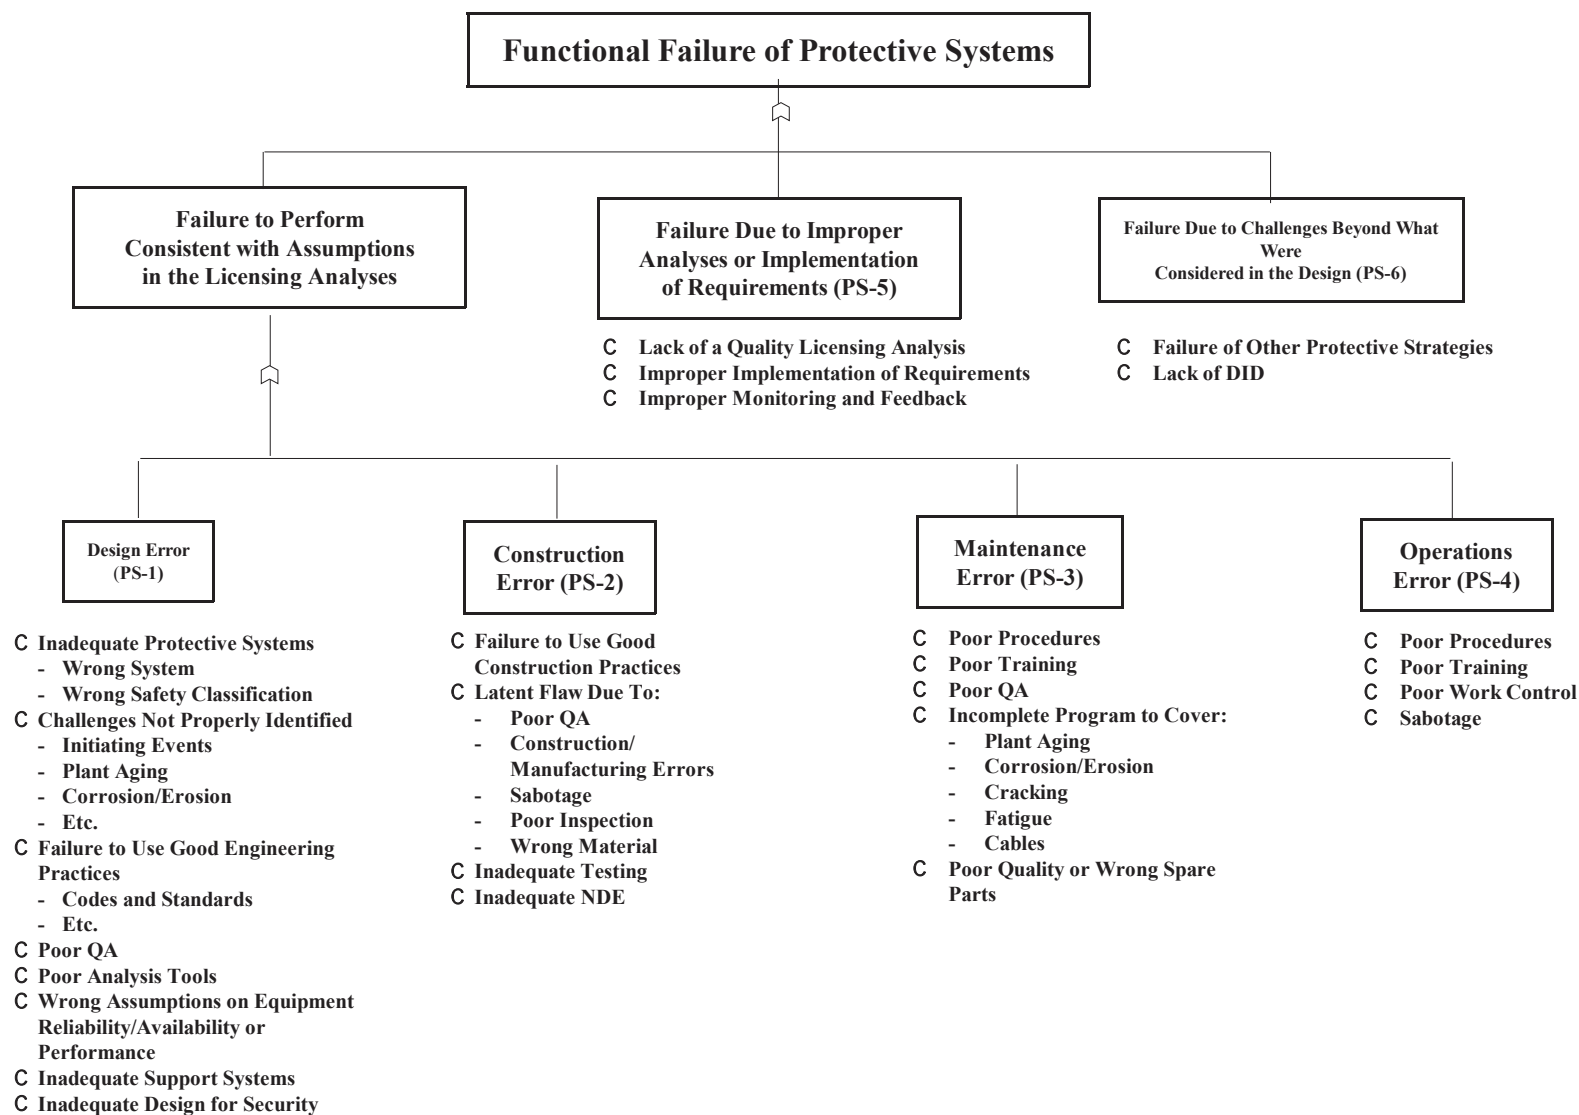 Functional Failure of Protective Systems
Failure to Perform
Consistent with Assumptions
in the Licensing Analyses
Failure Due to Improper
Analyses or Implementation
of Requirements (PS-5)
Failure Due to Challenges Beyond What
Were
Considered in the Design (PS-6)
C Lack of a Quality Licensing Analysis
C Improper Implementation of Requirements
C Improper Monitoring and Feedback
C Failure of Other Protective Strategies
C Lack of DID
Design Error
(PS-1)
Construction
Error (PS-2)
Maintenance
Error (PS-3)
Operations
Error (PS-4)
C Inadequate Protective Systems
- Wrong System
- Wrong Safety Classification
C Challenges Not Properly Identified
- Initiating Events
- Plant Aging
- Corrosion/Erosion
- Etc.
C Failure to Use Good Engineering
Practices
- Codes and Standards
- Etc.
C Poor QA
C Poor Analysis Tools
C Wrong Assumptions on Equipment
Reliability/Availability or
Performance
C Inadequate Support Systems
C Inadequate Design for Security
C Failure to Use Good
Construction Practices
C Latent Flaw Due To:
- Poor QA
- Construction/
Manufacturing Errors
- Sabotage
- Poor Inspection
- Wrong Material
C Inadequate Testing
C Inadequate NDE
C Poor Procedures
C Poor Training
C Poor QA
C Incomplete Program to Cover:
- Plant Aging
- Corrosion/Erosion
- Cracking
- Fatigue
- Cables
C Poor Quality or Wrong Spare
Parts
C Poor Procedures
C Poor Training
C Poor Work Control
C Sabotage